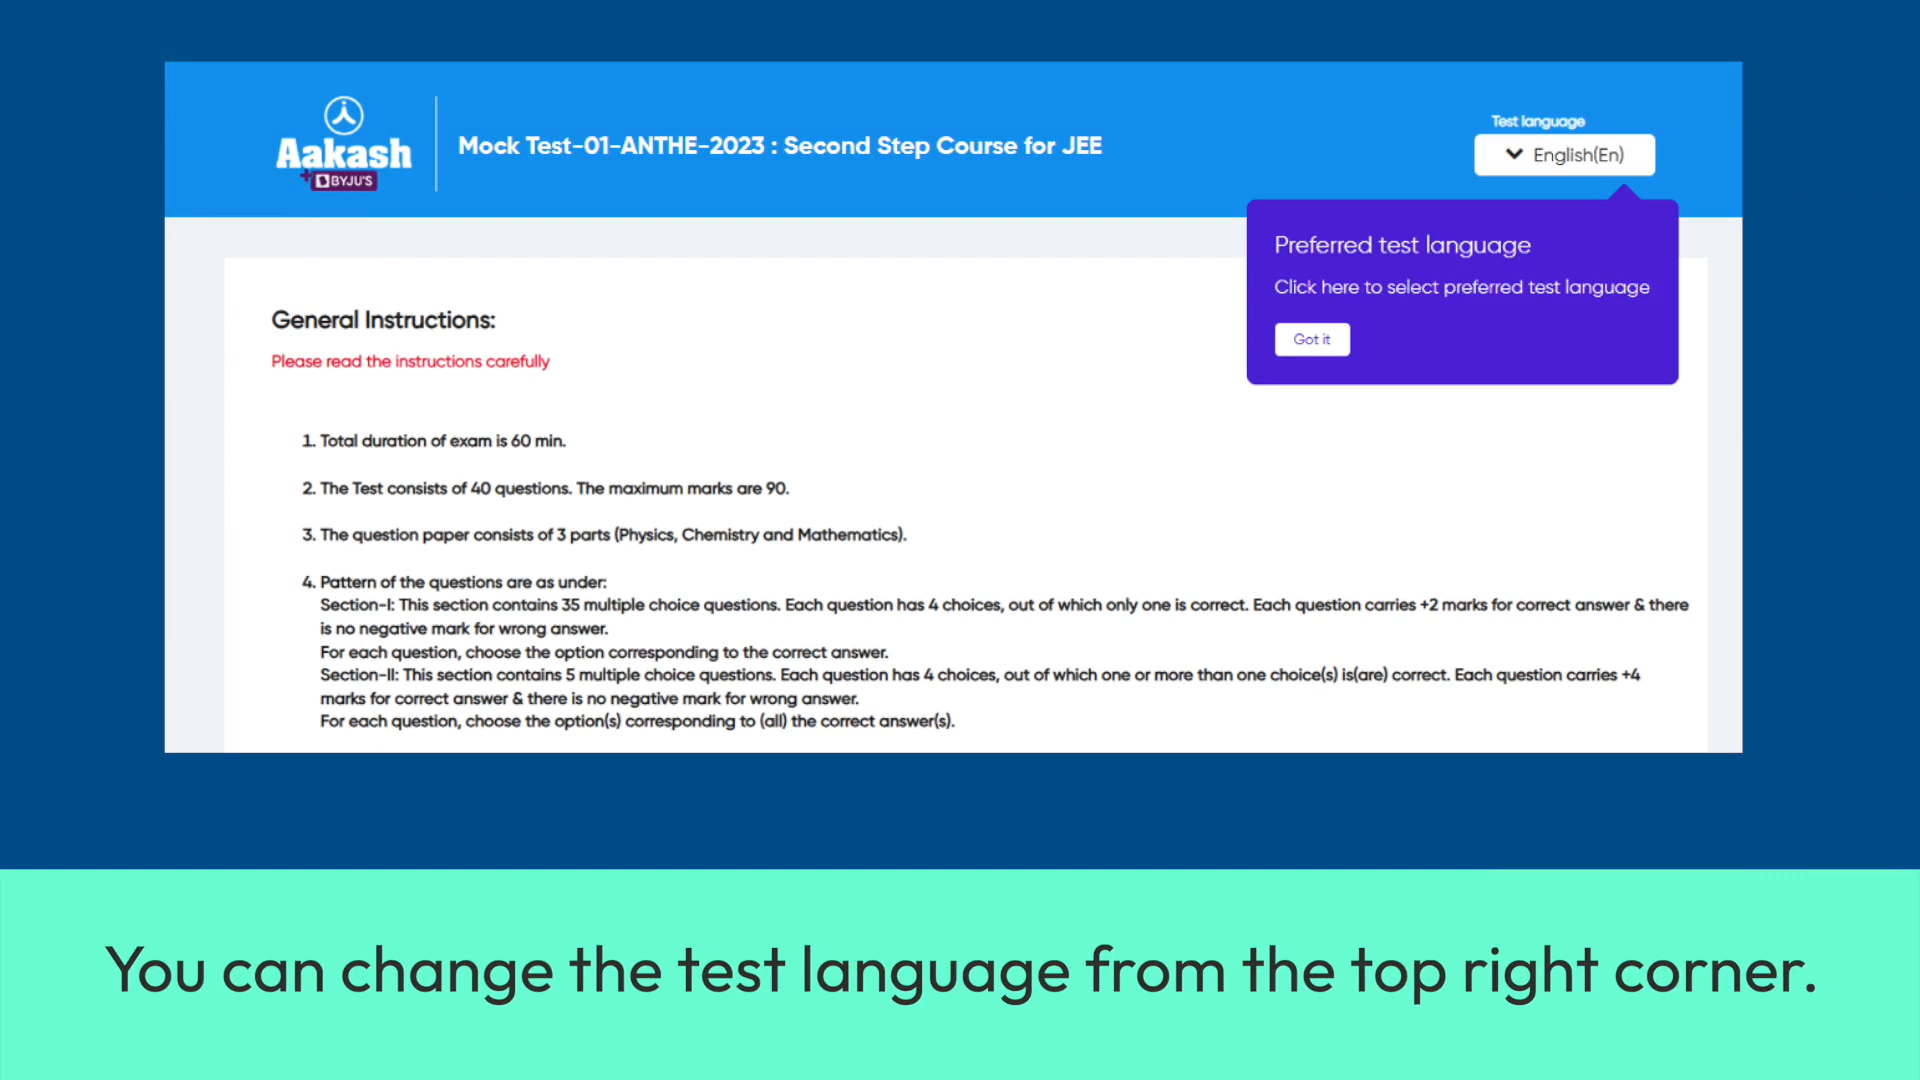 Aakash
+ BYJU'S
Mock Test-01-ANTHE-2023 : Second Step Course for JEE
Test language
English(En)
Preferred test language
Click here to select preferred test language
Got it
General Instructions:
Please read the instructions carefully
1. Total duration of exam is 60 min.
2. The Test consists of 40 questions. The maximum marks are 90.
3. The question paper consists of 3 parts (Physics, Chemistry and Mathematics).
4. Pattern of the questions are as under:
Section-I: This section contains 35 multiple choice questions. Each question has 4 choices, out of which only one is correct. Each question carries +2 marks for correct answer & there
is no negative mark for wrong answer.
For each question, choose the option corresponding to the correct answer.
Section-II: This section contains 5 multiple choice questions. Each question has 4 choices, out of which one or more than one choice(s) is(are) correct. Each question carries +4
marks for correct answer & there is no negative mark for wrong answer.
For each question, choose the option(s) corresponding to (all) the correct answer(s).
You can change the test language from the top right corner.